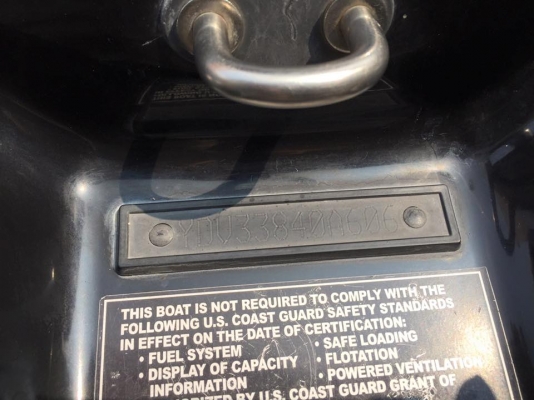 YDV33840A606
THIS BOAT IS NOT REQUIRED TO COMPLY WITH THE
FOLLOWING U.S. COAST GUARD SAFETY STANDARDS
IN EFFECT ON THE DATE OF CERTIFICATION:
• FUEL SYSTEM • SAFE LOADING
• DISPLAY OF CAPACITY • FLOTATION
INFORMATION • POWERED VENTILATION
BY U.S. COAST GUARD GRANT OF